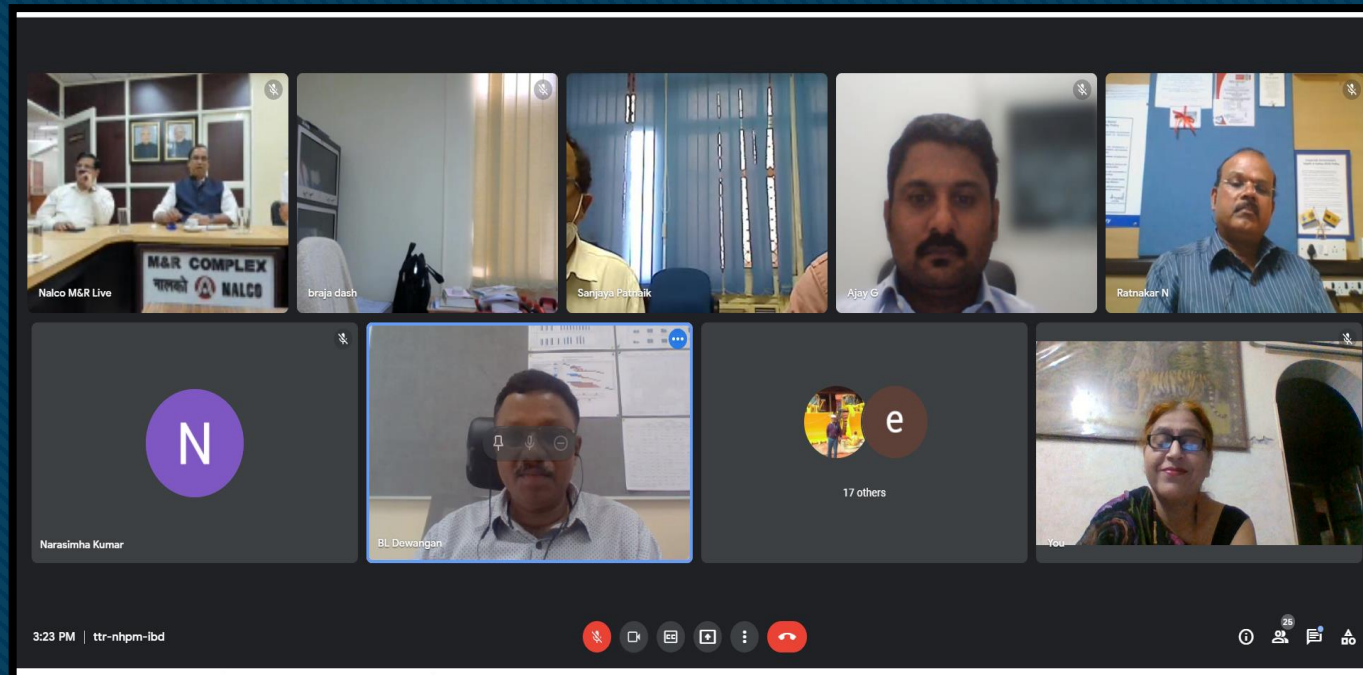 M&R COMPLEX
नालको NALCO
Nalco M&R Live
braja dash
Sanjaya Patnaik
Ajay G
Ratnakar N
N
Narasimha Kumar
BL Dewangan
e
17 others
You
3:23 PM | ttr-nhpm-ibd
25